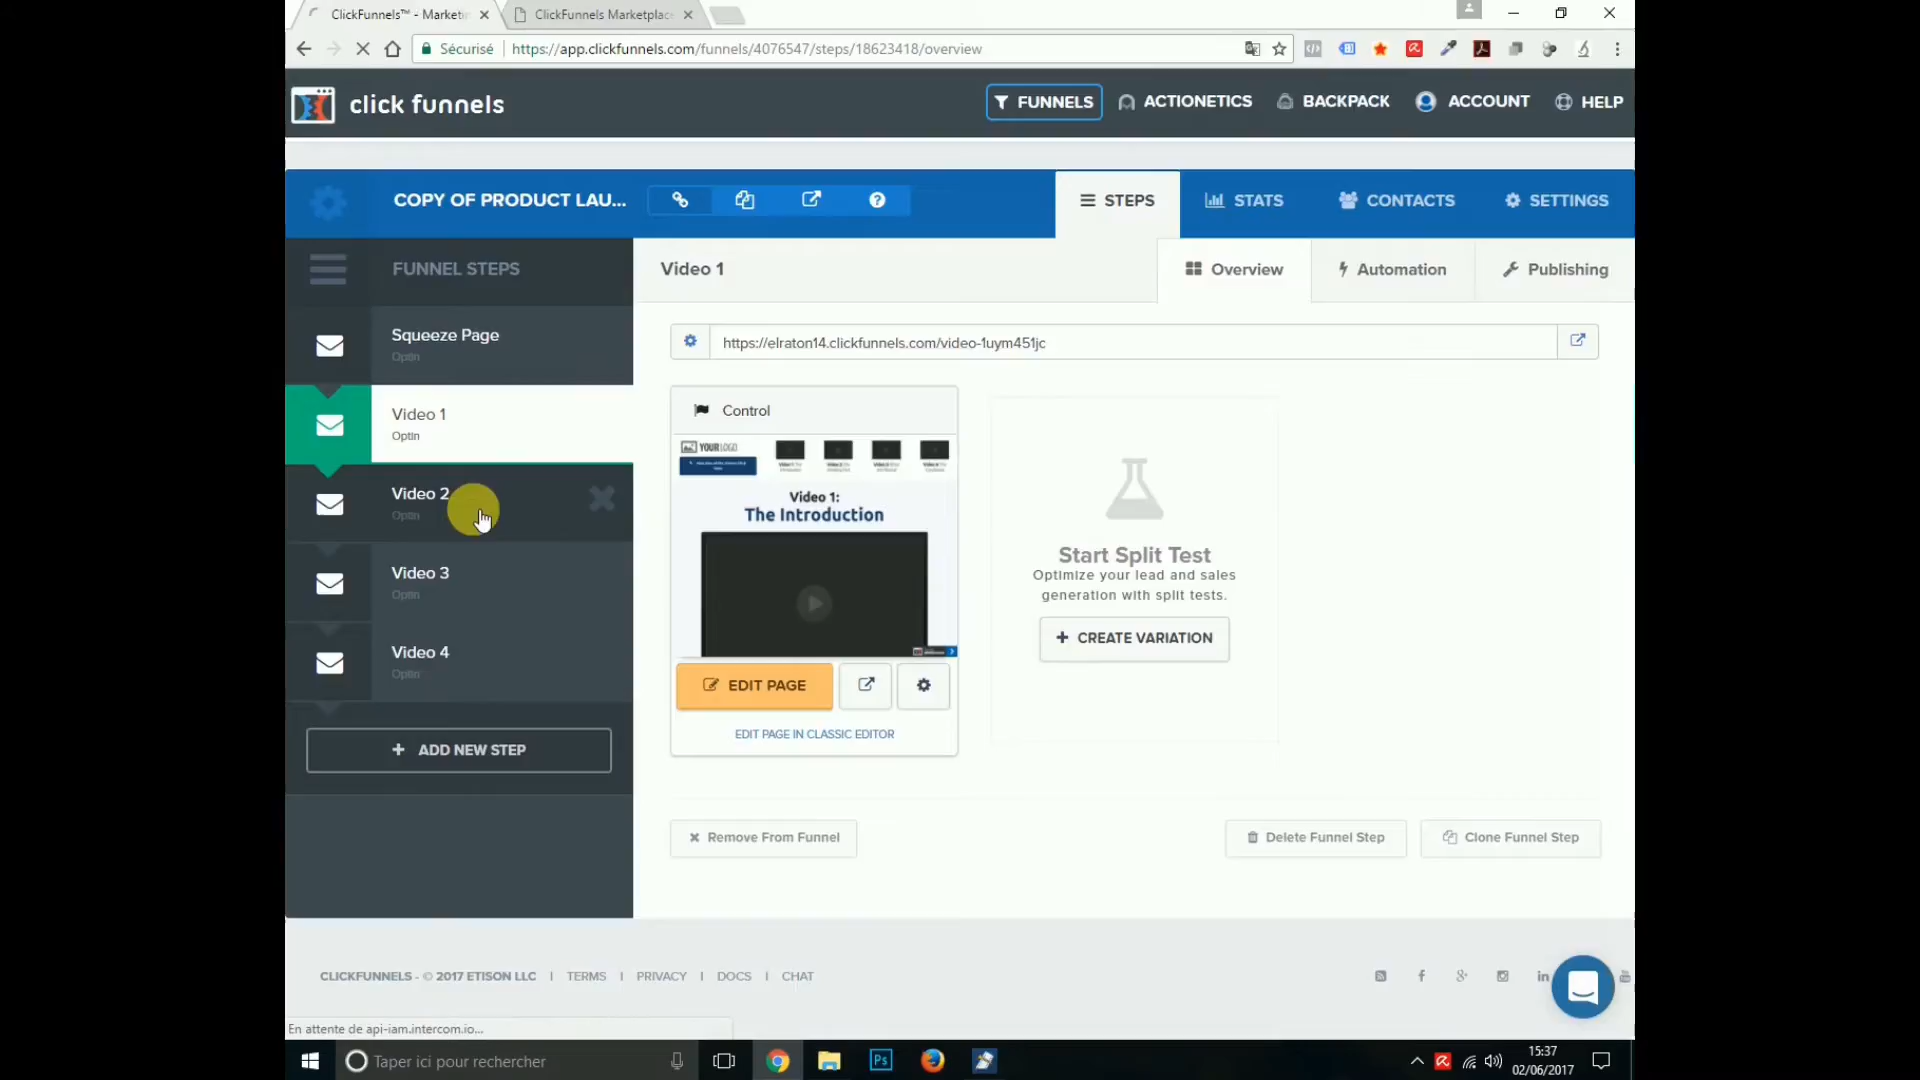 ClickFunnels™ - Marketin
ClickFunnels Marketplac
Sécurisé
https://app.clickfunnels.com/funnels/4076547/steps/18623418/overview
click funnels
FUNNELS
ACTIONETICS
BACKPACK
ACCOUNT
HELP
COPY OF PRODUCT LAU...
STEPS
STATS
CONTACTS
SETTINGS
FUNNEL STEPS
Video 1
Overview
Automation
Publishing
Squeeze Page
Optin
https://elraton14.clickfunnels.com/video-1uym451jc
Video 1
Optin
Video 2
Optin
Video 3
Optin
Video 4
Optin
+ ADD NEW STEP
Control
YOUR LOGO
Video 1:
The Introduction
EDIT PAGE
EDIT PAGE IN CLASSIC EDITOR
Start Split Test
Optimize your lead and sales
generation with split tests.
+ CREATE VARIATION
Remove From Funnel
Delete Funnel Step
Clone Funnel Step
CLICKFUNNELS - © 2017 ETISON LLC | TERMS | PRIVACY | DOCS | CHAT
En attente de api-iam.intercom.io...
Taper ici pour rechercher
Ps
15:37
02/06/2017